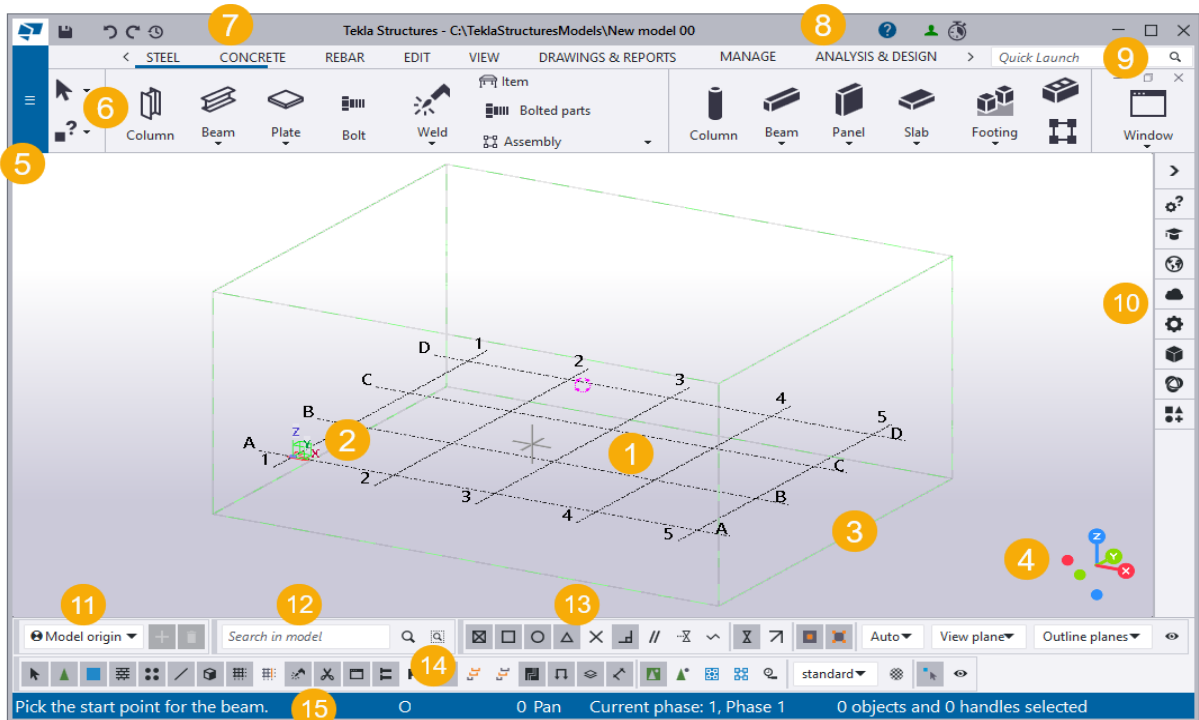 7
Tekla Structures - C:\TeklaStructuresModels\New model 00
8
?
< STEEL CONCRETE REBAR EDIT VIEW DRAWINGS & REPORTS MANAGE ANALYSIS & DESIGN > Quick Launch
9
6
?
Column
Beam
Plate
Bolt
Weld
Item
Bolted parts
Assembly
Column
Beam
Panel
Slab
Footing
Window
5
?
10
D 1
2
C
3
B
4
5
D
A
Z
Y
X
2
1
1
C
2
3
B
4
5
A
3
4
Z
Y
X
11
12
13
Model origin
Search in model
Auto
View plane
Outline planes
14
standard
Pick the start point for the beam.
15
O
0 Pan
Current phase: 1, Phase 1
0 objects and 0 handles selected